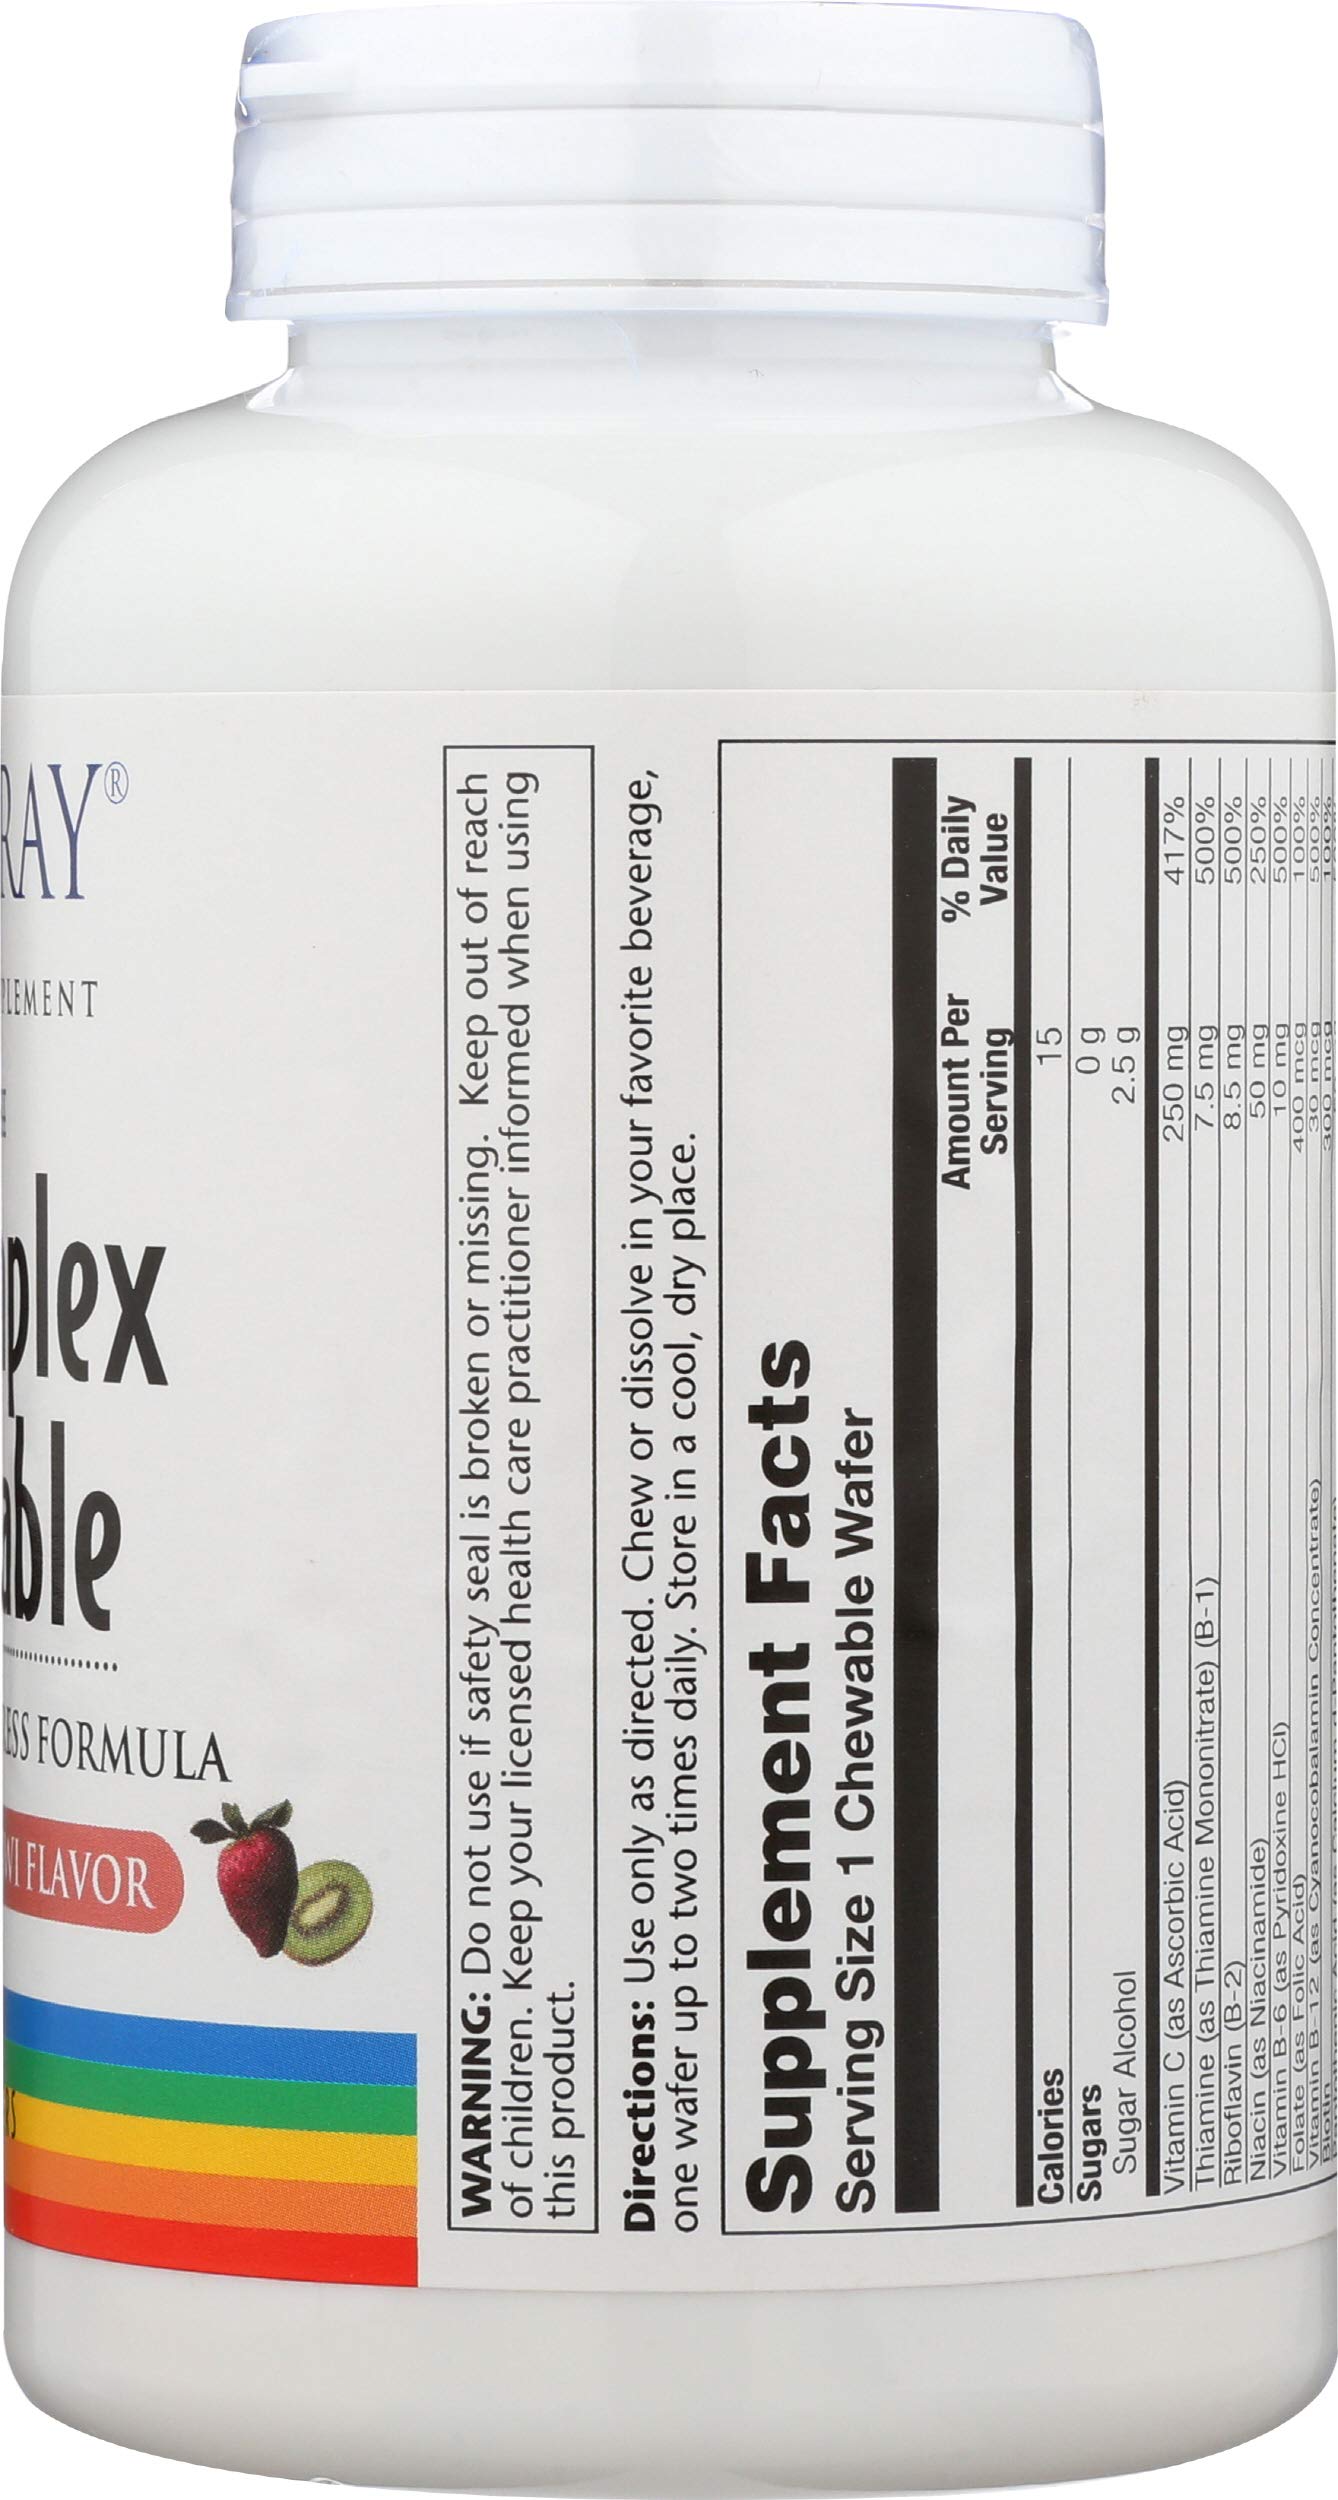 RAY®
PLEMENT
plex
able
ESS FORMULA
WI FLAVOR
WARNING: Do not use if safety seal is broken or missing. Keep out of reach
of children. Keep your licensed health care practitioner informed when using
this product.
Directions: Use only as directed. Chew or dissolve in your favorite beverage,
one wafer up to two times daily. Store in a cool, dry place.
Supplement Facts
Serving Size 1 Chewable Wafer
Amount Per Serving % Daily Value
Calories 15
Sugars 0 g
Sugar Alcohol 2.5 g
Vitamin C (as Ascorbic Acid) 250 mg 417%
Thiamine (as Thiamine Mononitrate) (B-1) 7.5 mg 500%
Riboflavin (B-2) 8.5 mg 500%
Niacin (as Niacinamide) 50 mg 250%
Vitamin B-6 (as Pyridoxine HCl) 10 mg 500%
Folate (as Folic Acid) 400 mcg 100%
Vitamin B-12 (as Cyanocobalamin Concentrate) 30 mcg 500%
Biotin 300 mcg 100%